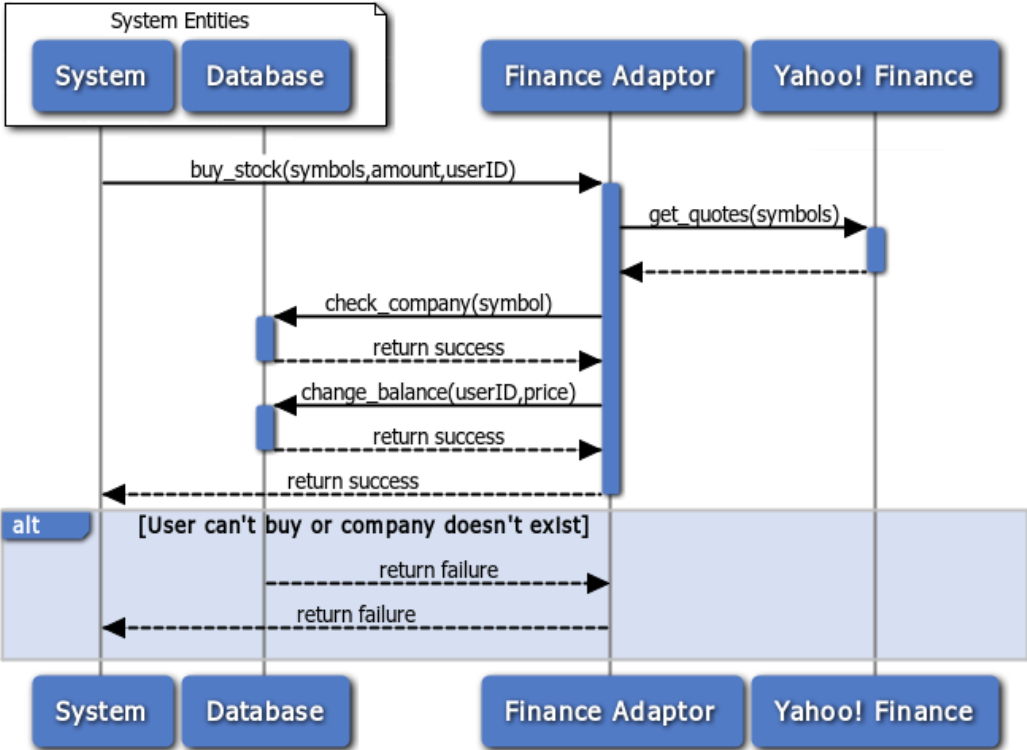 System Entities
System
Database
Finance Adaptor
Yahoo! Finance
buy_stock(symbols,amount,userID)
get_quotes(symbols)
check_company(symbol)
return success
change_balance(userID,price)
return success
return success
alt
[User can't buy or company doesn't exist]
return failure
return failure
System
Database
Finance Adaptor
Yahoo! Finance